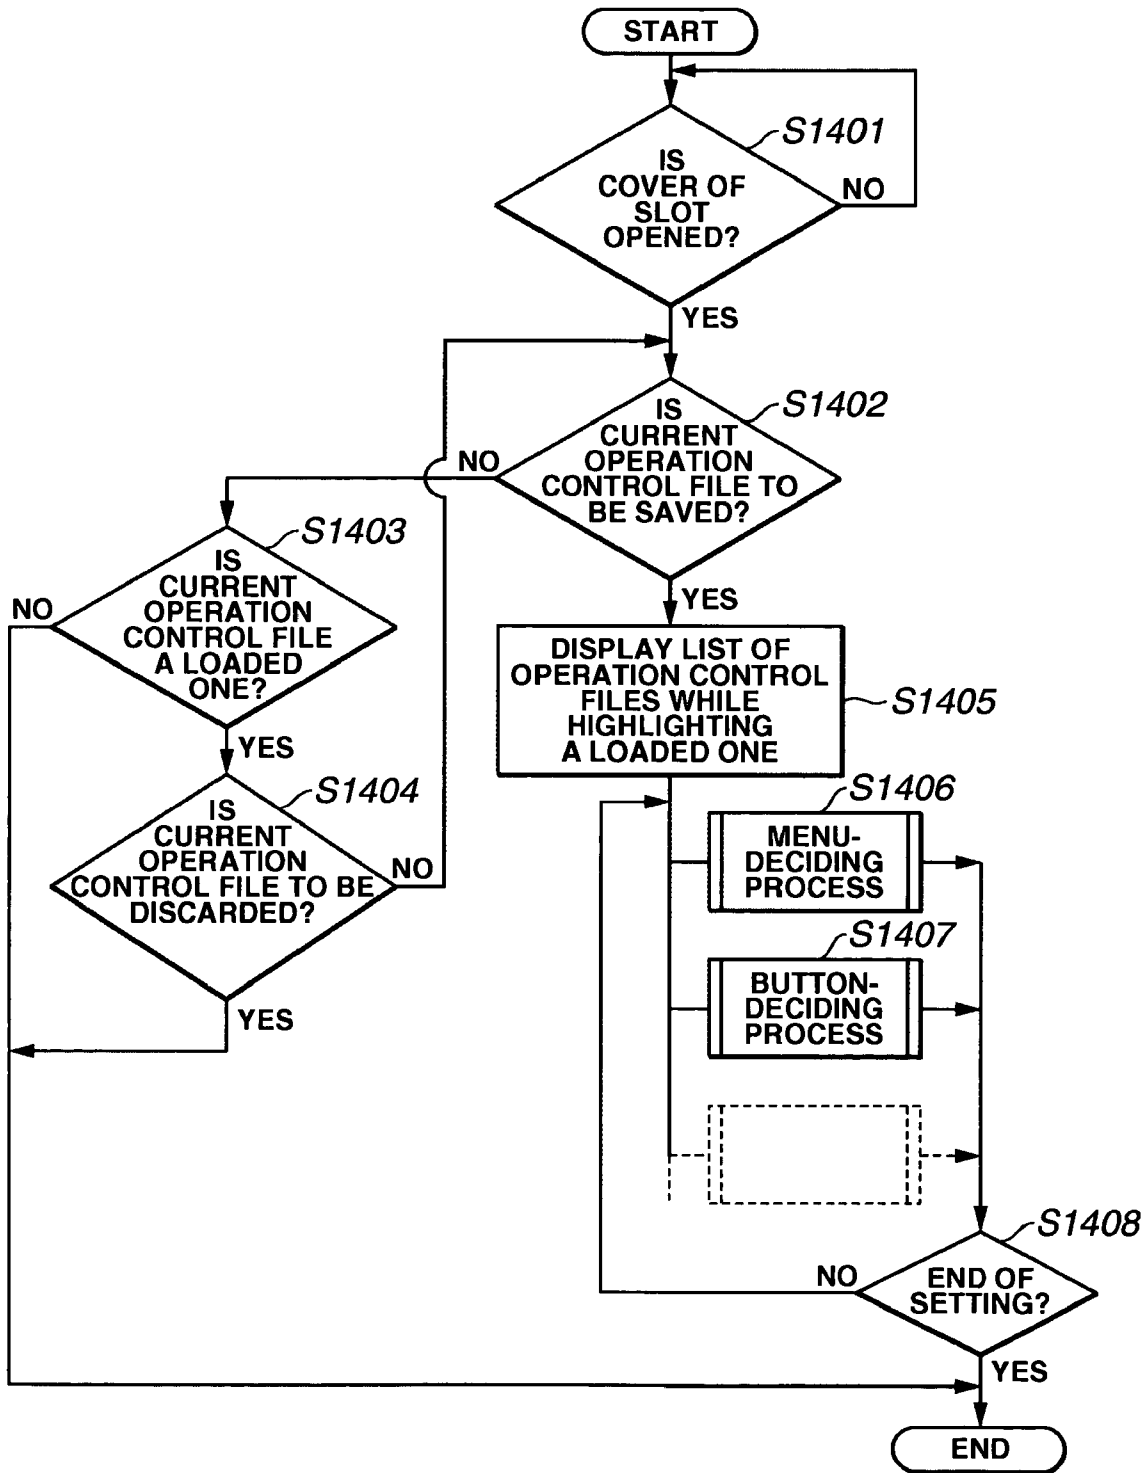 START
S1401
IS
COVER OF
SLOT
OPENED?
NO
YES
S1402
IS
CURRENT
OPERATION
CONTROL FILE TO
BE SAVED?
NO
YES
S1403
IS
CURRENT
OPERATION
CONTROL FILE
A LOADED
ONE?
NO
YES
S1404
IS
CURRENT
OPERATION
CONTROL FILE TO BE
DISCARDED?
NO
YES
DISPLAY LIST OF
OPERATION CONTROL
FILES WHILE
HIGHLIGHTING
A LOADED ONE
S1405
S1406
MENU-
DECIDING
PROCESS
S1407
BUTTON-
DECIDING
PROCESS
S1408
END OF
SETTING?
NO
YES
END